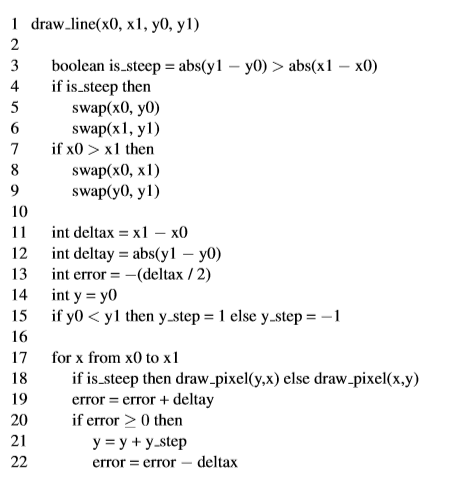 1 draw_line(x0, x1, y0, y1)
2
3 boolean is_steep = abs(y1 − y0) > abs(x1 − x0)
4 if is_steep then
5 swap(x0, y0)
6 swap(x1, y1)
7 if x0 > x1 then
8 swap(x0, x1)
9 swap(y0, y1)
10
11 int deltax = x1 − x0
12 int deltay = abs(y1 − y0)
13 int error = −(deltax / 2)
14 int y = y0
15 if y0 < y1 then y_step = 1 else y_step = −1
16
17 for x from x0 to x1
18 if is_steep then draw_pixel(y,x) else draw_pixel(x,y)
19 error = error + deltay
20 if error ≥ 0 then
21 y = y + y_step
22 error = error − deltax